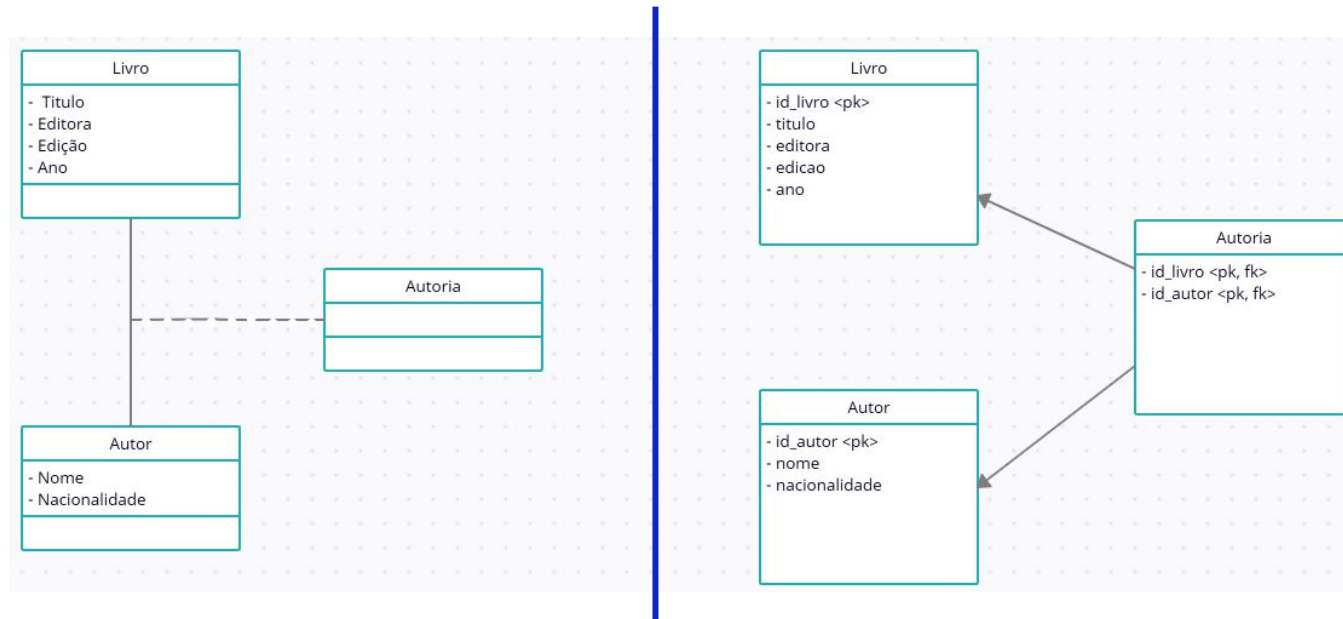 Livro
- Titulo
- Editora
- Edição
- Ano
Autoria
Autor
- Nome
- Nacionalidade
Livro
- id_livro <pk>
- titulo
- editora
- edicao
- ano
Autoria
- id_livro <pk, fk>
- id_autor <pk, fk>
Autor
- id_autor <pk>
- nome
- nacionalidade